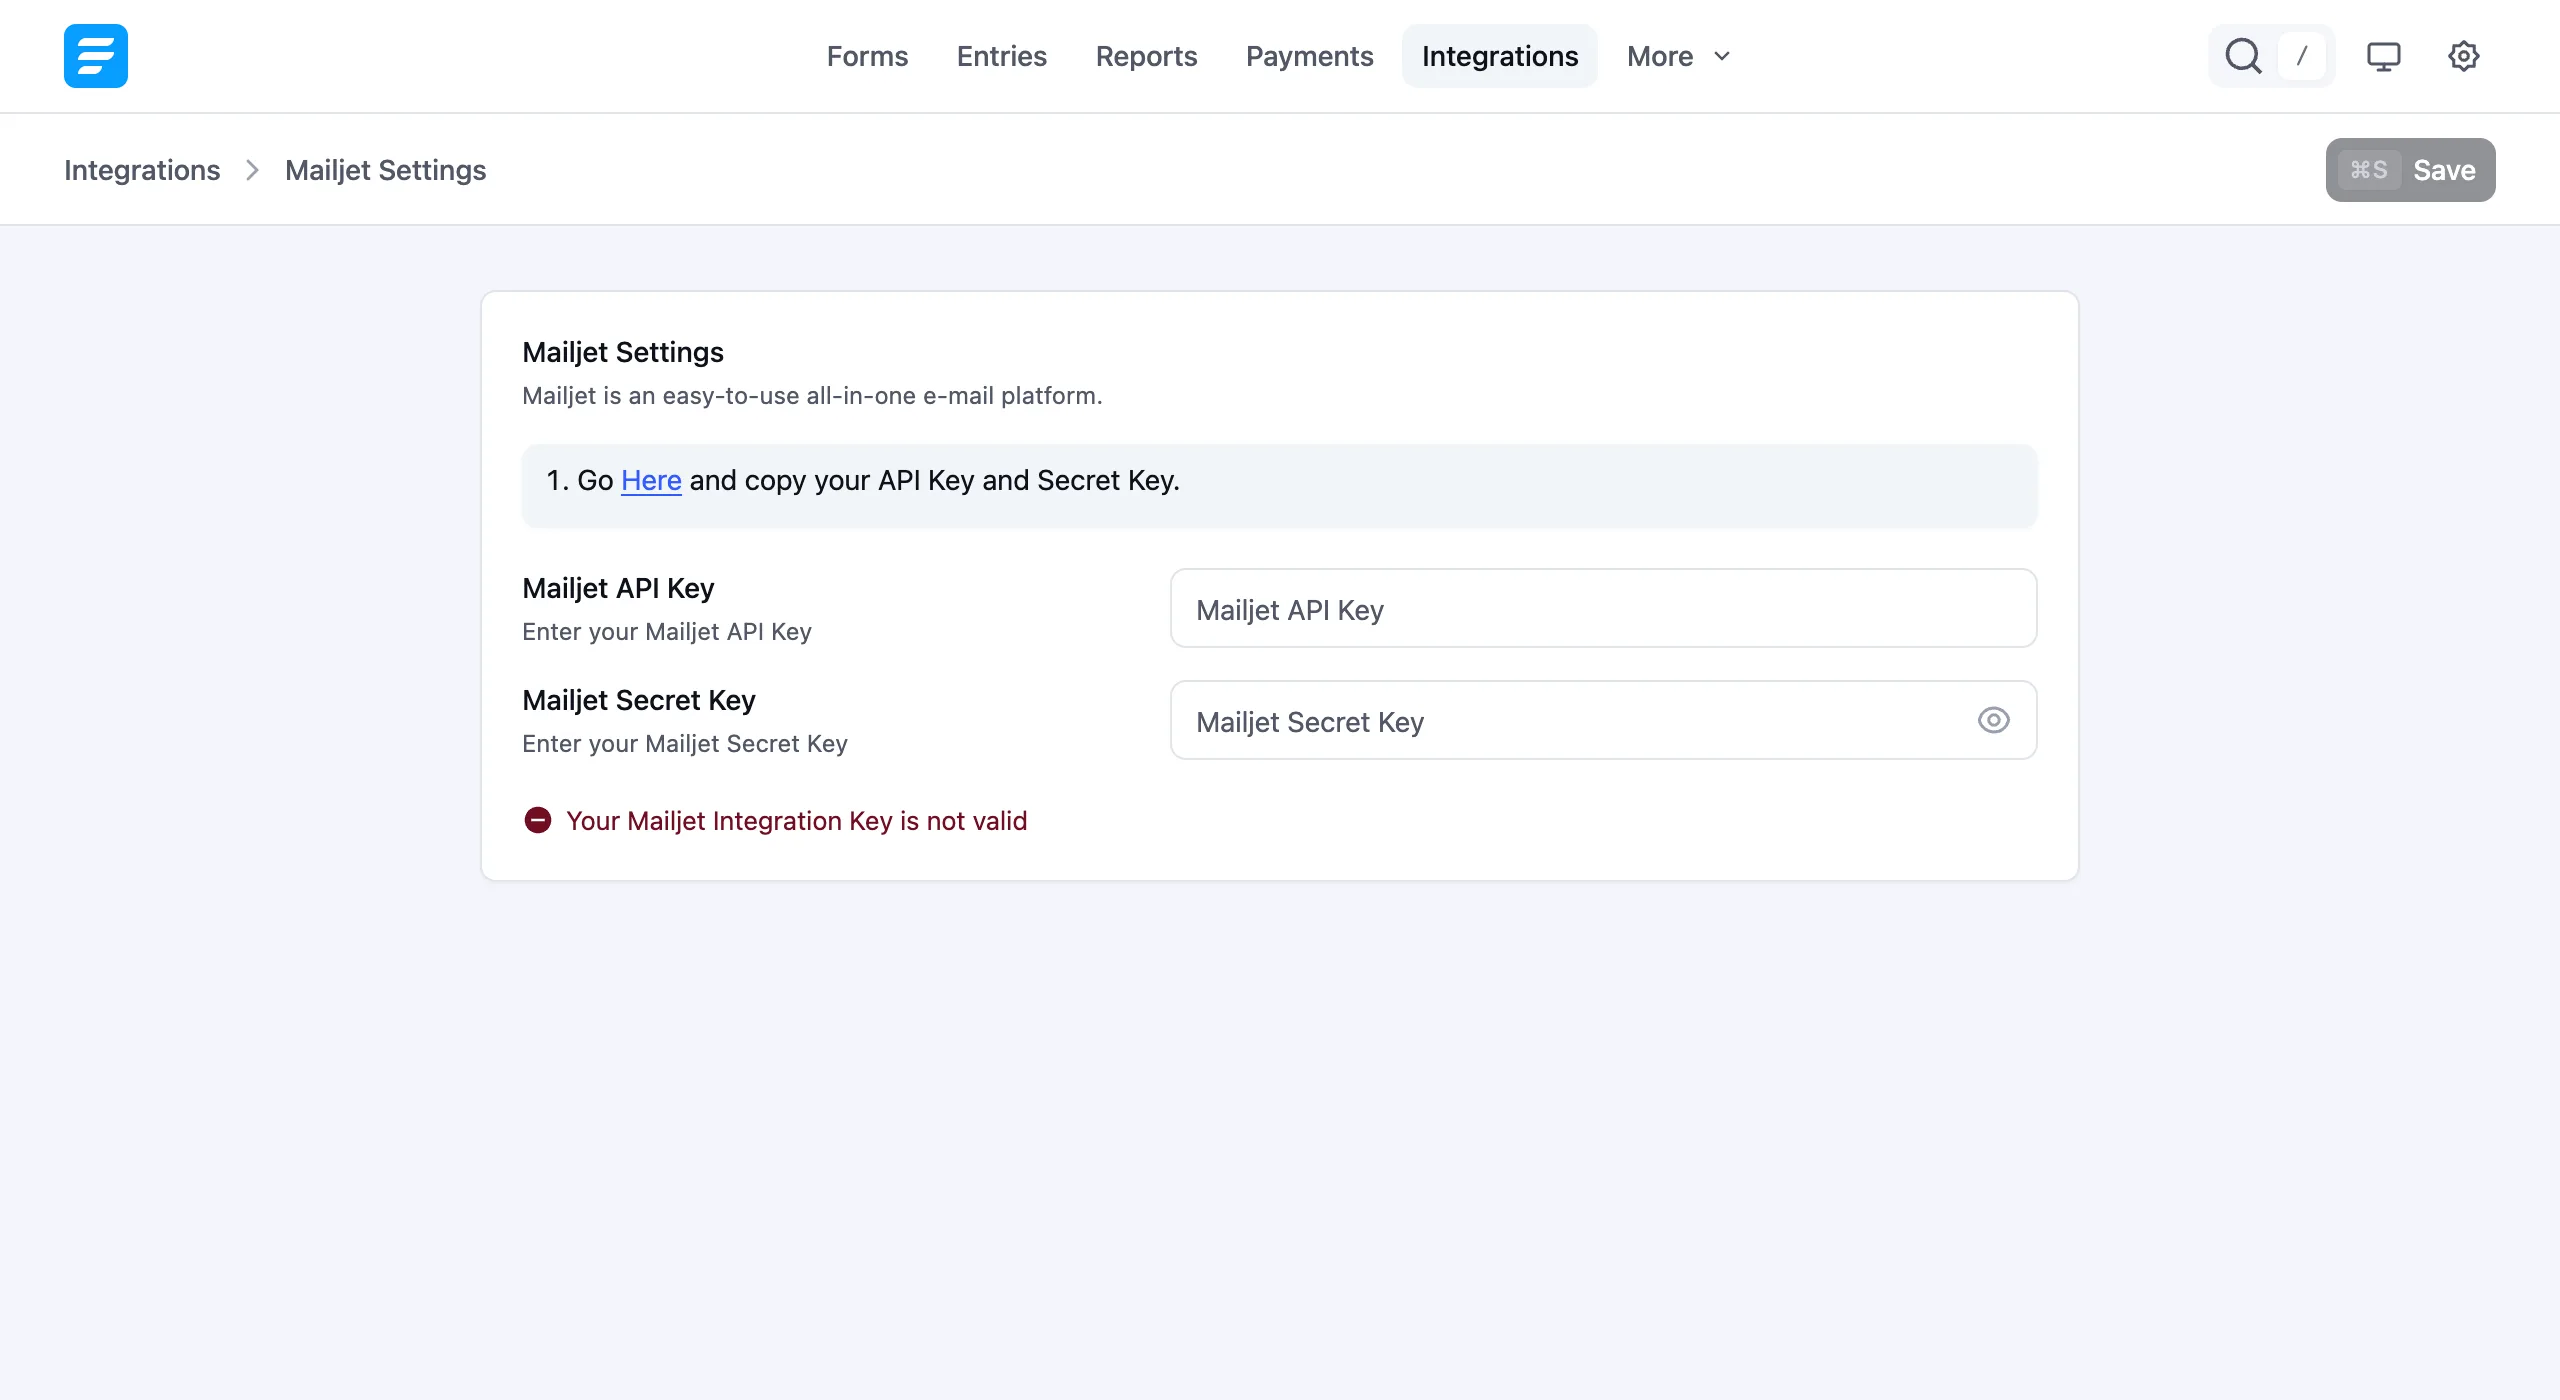 Forms Entries Reports Payments Integrations More /
Integrations Mailjet Settings ⌘S Save
Mailjet Settings
Mailjet is an easy-to-use all-in-one e-mail platform.
1. Go Here and copy your API Key and Secret Key.
Mailjet API Key
Enter your Mailjet API Key
Mailjet API Key
Mailjet Secret Key
Enter your Mailjet Secret Key
Mailjet Secret Key
Your Mailjet Integration Key is not valid